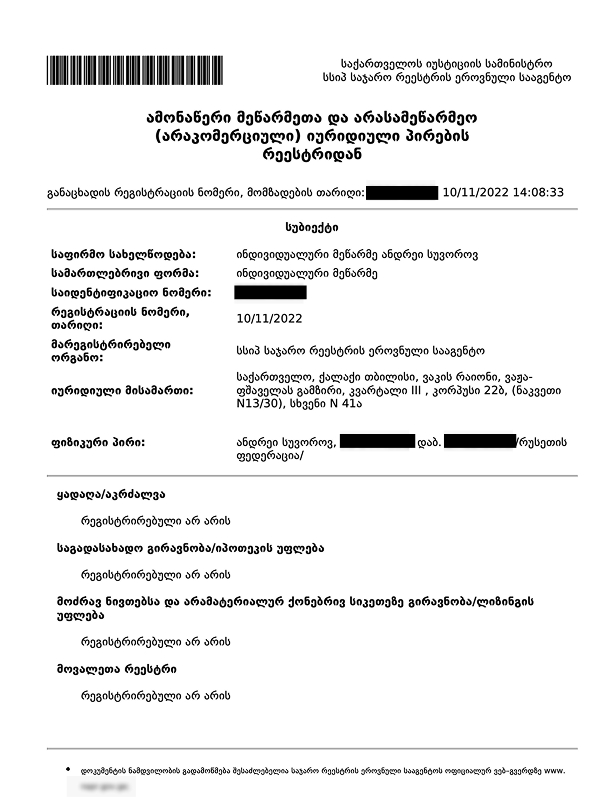 საქართველოს იუსტიციის სამინისტრო
სსიპ საჯარო რეესტრის ეროვნული სააგენტო
ამონაწერი მეწარმეთა და არასამეწარმეო
(არაკომერციული) იურიდიული პირების
რეესტრიდან
განაცხადის რეგისტრაციის ნომერი, მომზადების თარიღი: 10/11/2022 14:08:33
სუბიექტი
საფირმო სახელწოდება: ინდივიდუალური მეწარმე ანდრეი სუვოროვ
სამართლებრივი ფორმა: ინდივიდუალური მეწარმე
საიდენტიფიკაციო ნომერი:
რეგისტრაციის ნომერი,
თარიღი:
10/11/2022
მარეგისტრირებელი
ორგანო:
სსიპ საჯარო რეესტრის ეროვნული სააგენტო
იურიდიული მისამართი:
საქართველო, ქალაქი თბილისი, ვაკის რაიონი, ვაჟა-
ფშაველას გამზირი, კვარტალი III , კორპუსი 22ბ, (ნაკვეთი
N13/30), სხვენი N 41ა
ფიზიკური პირი: ანდრეი სუვოროვ, დაბ. /რუსეთის
ფედერაცია/
ყადაღა/აკრძალვა
რეგისტრირებული არ არის
საგადასახადო გირავნობა/იპოთეკის უფლება
რეგისტრირებული არ არის
მოძრავ ნივთებსა და არამატერიალურ ქონებრივ სიკეთეზე გირავნობა/ლიზინგის
უფლება
რეგისტრირებული არ არის
მოვალეთა რეესტრი
რეგისტრირებული არ არის
• დოკუმენტის ნამდვილობის გადამოწმება შესაძლებელია საჯარო რეესტრის ეროვნული სააგენტოს ოფიციალურ ვებ-გვერდზე www.